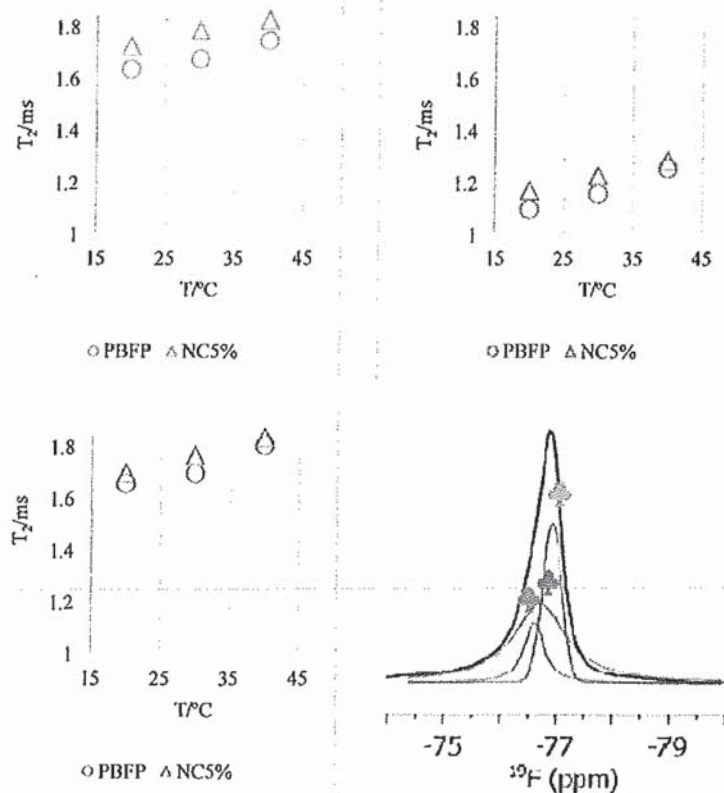 1.8
1.6
1.4
1.2
1
T₂/ms
15 25 35 45
T/°C
○ PBFP △ NC5%
1.8
1.6
1.4
1.2
1
T₂/ms
15 25 35 45
T/°C
○ PBFP △ NC5%
1.8
1.6
1.4
1.2
1
T₂/ms
15 25 35 45
T/°C
○ PBFP △ NC5%
-75 -77 -79
¹⁹F (ppm)